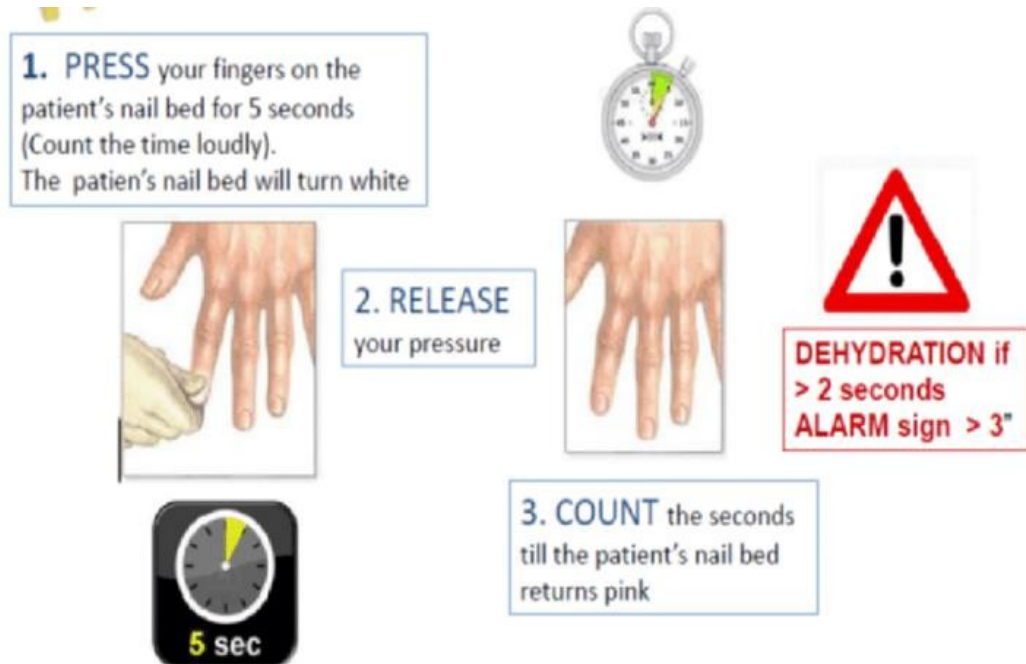 1. PRESS your fingers on the
patient's nail bed for 5 seconds
(Count the time loudly).
The patien's nail bed will turn white
2. RELEASE
your pressure
DEHYDRATION if
> 2 seconds
ALARM sign > 3"
3. COUNT the seconds
till the patient's nail bed
returns pink
5 sec